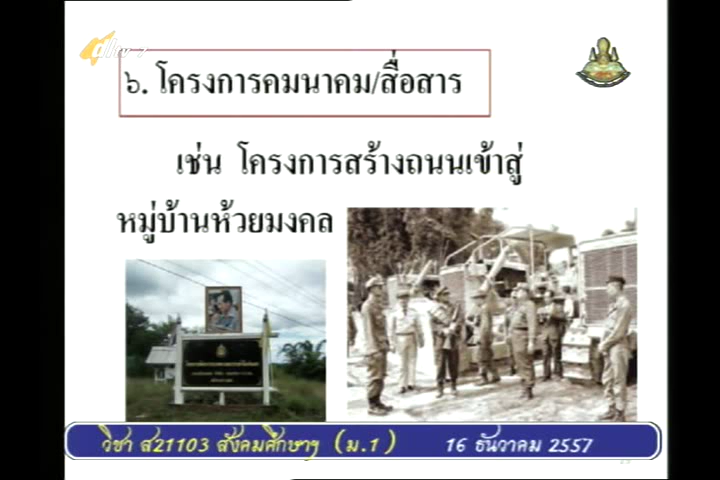 ๖. โครงการคมนาคม/สื่อสาร
เช่น โครงการสร้างถนนเข้าสู่
หมู่บ้านห้วยมงคล
วิชา ส21103 สังคมศึกษาฯ (ม.1) 16 ธันวาคม 2557